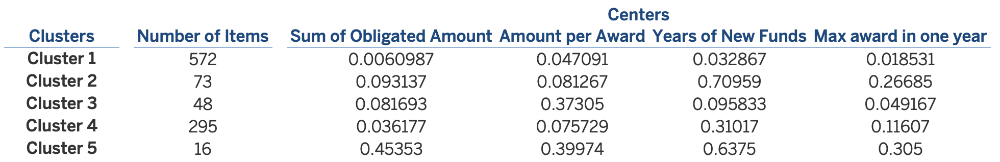 Centers
Clusters Number of Items Sum of Obligated Amount Amount per Award Years of New Funds Max award in one year
Cluster 1 572 0.0060987 0.047091 0.032867 0.018531
Cluster 2 73 0.093137 0.081267 0.70959 0.26685
Cluster 3 48 0.081693 0.37305 0.095833 0.049167
Cluster 4 295 0.036177 0.075729 0.31017 0.11607
Cluster 5 16 0.45353 0.39974 0.6375 0.305